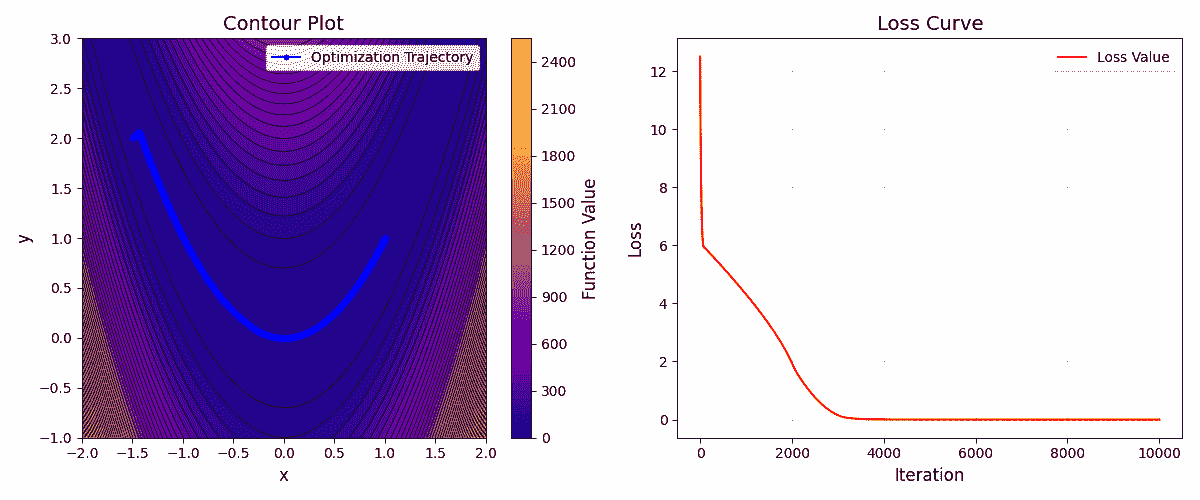 Contour Plot
Optimization Trajectory
3.0
2.5
2.0
1.5
1.0
0.5
0.0
−0.5
−1.0
y
−2.0 −1.5 −1.0 −0.5 0.0 0.5 1.0 1.5 2.0
x
2400
2100
1800
1500
1200
900
600
300
0
Function Value
Loss Curve
Loss Value
12
10
8
6
4
2
0
Loss
0 2000 4000 6000 8000 10000
Iteration